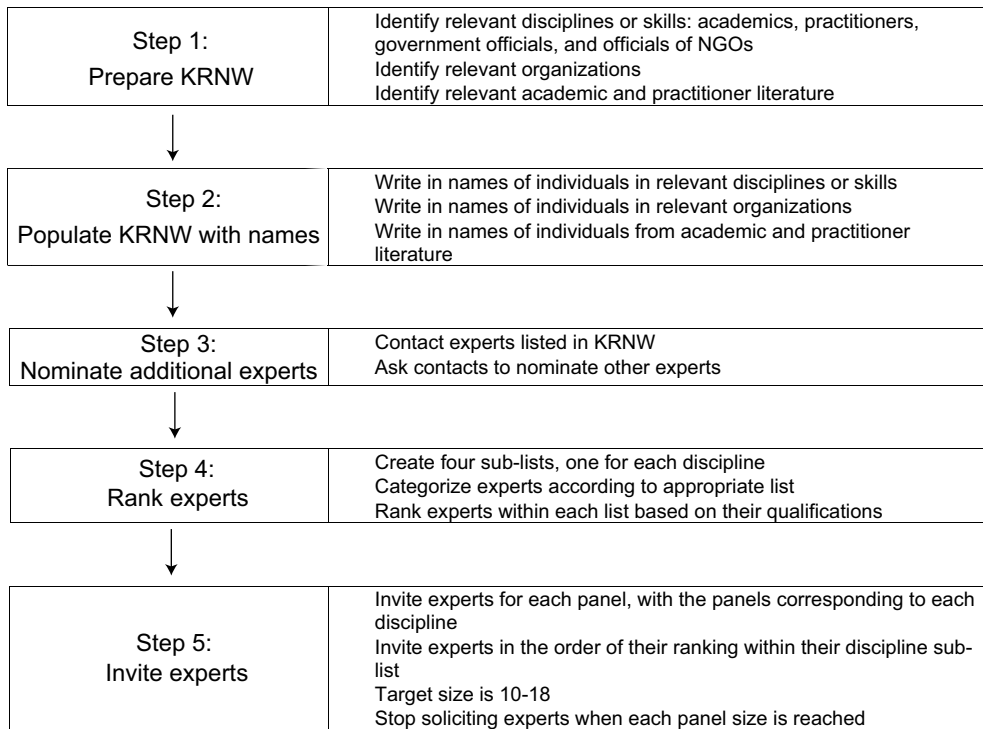 Step 1:
Prepare KRNW
Identify relevant disciplines or skills: academics, practitioners,
government officials, and officials of NGOs
Identify relevant organizations
Identify relevant academic and practitioner literature
Step 2:
Populate KRNW with names
Write in names of individuals in relevant disciplines or skills
Write in names of individuals in relevant organizations
Write in names of individuals from academic and practitioner
literature
Step 3:
Nominate additional experts
Contact experts listed in KRNW
Ask contacts to nominate other experts
Step 4:
Rank experts
Create four sub-lists, one for each discipline
Categorize experts according to appropriate list
Rank experts within each list based on their qualifications
Step 5:
Invite experts
Invite experts for each panel, with the panels corresponding to each
discipline
Invite experts in the order of their ranking within their discipline sub-
list
Target size is 10-18
Stop soliciting experts when each panel size is reached